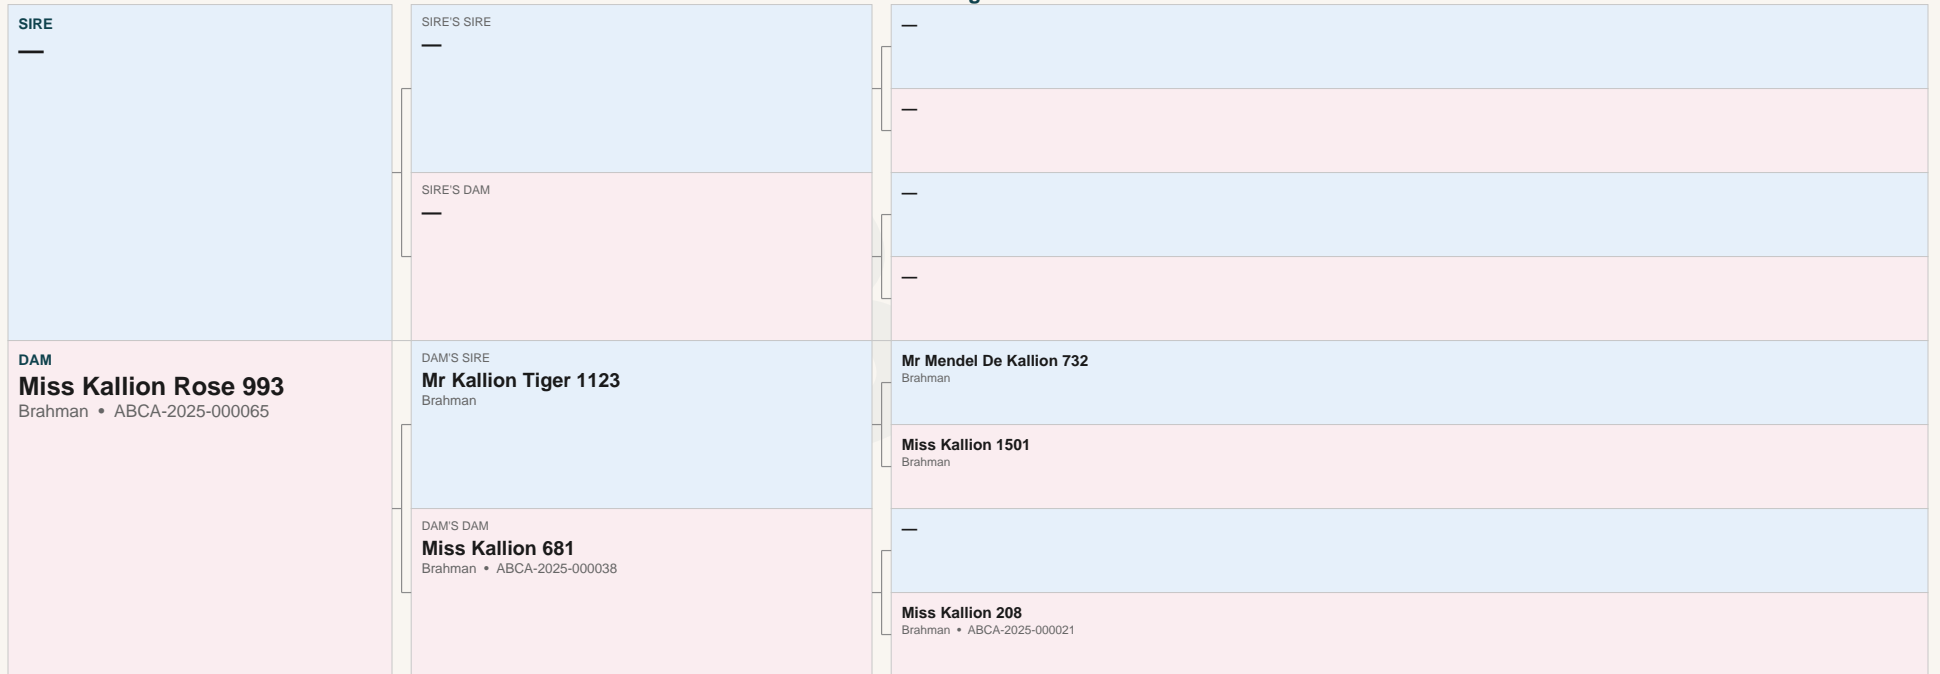 SIRE
—
SIRE'S SIRE
—
SIRE'S DAM
—
—
—
—
—
DAM
Miss Kallion Rose 993
Brahman • ABCA-2025-000065
DAM'S SIRE
Mr Kallion Tiger 1123
Brahman
DAM'S DAM
Miss Kallion 681
Brahman • ABCA-2025-000038
Mr Mendel De Kallion 732
Brahman
Miss Kallion 1501
Brahman
—
Miss Kallion 208
Brahman • ABCA-2025-000021